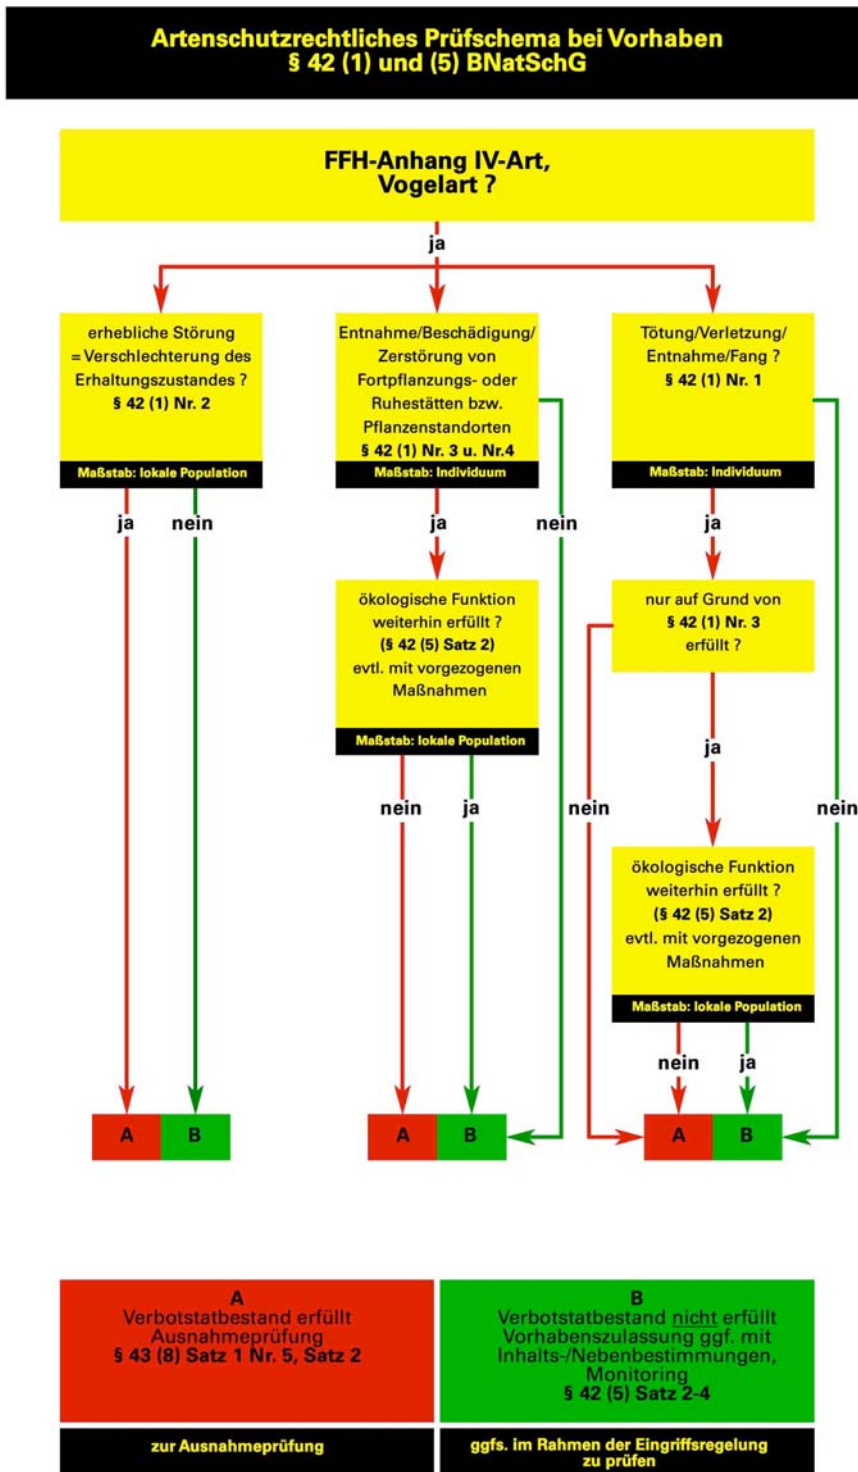 Artenschutzrechtliches Prüfschema bei Vorhaben
§ 42 (1) und (5) BNatSchG
FFH-Anhang IV-Art,
Vogelart ?
ja
erhebliche Störung
= Verschlechterung des
Erhaltungszustandes ?
§ 42 (1) Nr. 2
Maßstab: lokale Population
ja
nein
Entnahme/Beschädigung/
Zerstörung von
Fortpflanzungs- oder
Ruhestätten bzw.
Pflanzenstandorten
§ 42 (1) Nr. 3 u. Nr.4
Maßstab: Individuum
ja
nein
ökologische Funktion
weiterhin erfüllt ?
(§ 42 (5) Satz 2)
evtl. mit vorgezogenen
Maßnahmen
Maßstab: lokale Population
nein
ja
Tötung/Verletzung/
Entnahme/Fang ?
§ 42 (1) Nr. 1
Maßstab: Individuum
ja
nein
nur auf Grund von
§ 42 (1) Nr. 3
erfüllt ?
nein
ja
ökologische Funktion
weiterhin erfüllt ?
(§ 42 (5) Satz 2)
evtl. mit vorgezogenen
Maßnahmen
Maßstab: lokale Population
nein
ja
A
B
A
B
A
B
A
Verbotstatbestand erfüllt
Ausnahmeprüfung
§ 43 (8) Satz 1 Nr. 5, Satz 2
zur Ausnahmeprüfung
B
Verbotstatbestand nicht erfüllt
Vorhabenszulassung ggf. mit
Inhalts-/Nebenbestimmungen,
Monitoring
§ 42 (5) Satz 2-4
ggfs. im Rahmen der Eingriffsregelung
zu prüfen